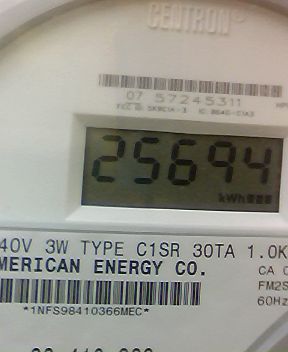 CENTRON®
07 57245311
25694
kWh
40V 3W TYPE C1SR 30TA 1.0K
MERICAN ENERGY CO.
CA 0
FM2S
60Hz
*1NFS98410366MEC*